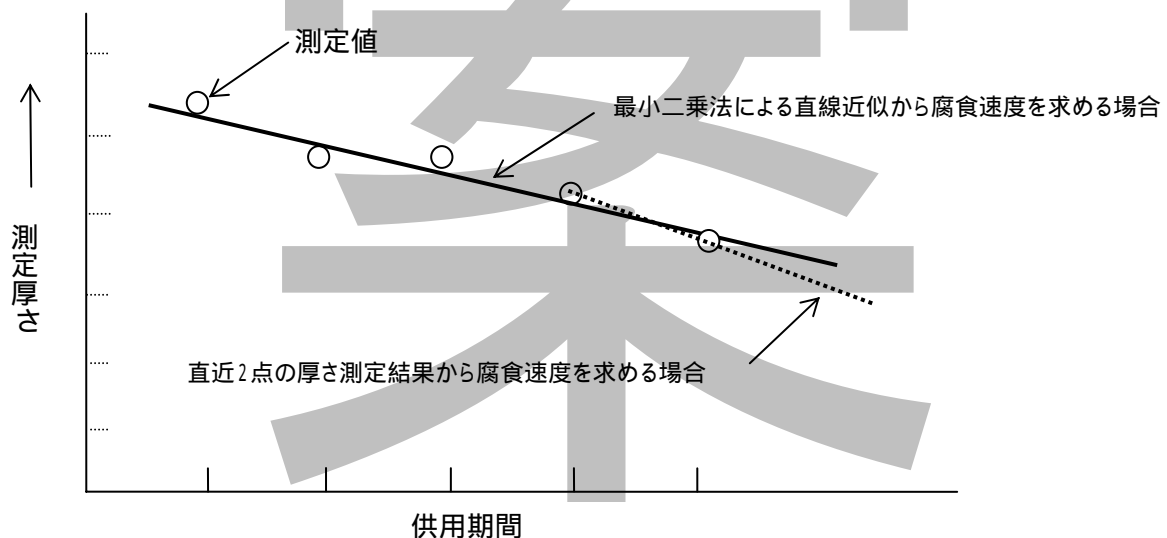 測定値
最小二乗法による直線近似から腐食速度を求める場合
測定厚さ
直近2点の厚さ測定結果から腐食速度を求める場合
供用期間
案